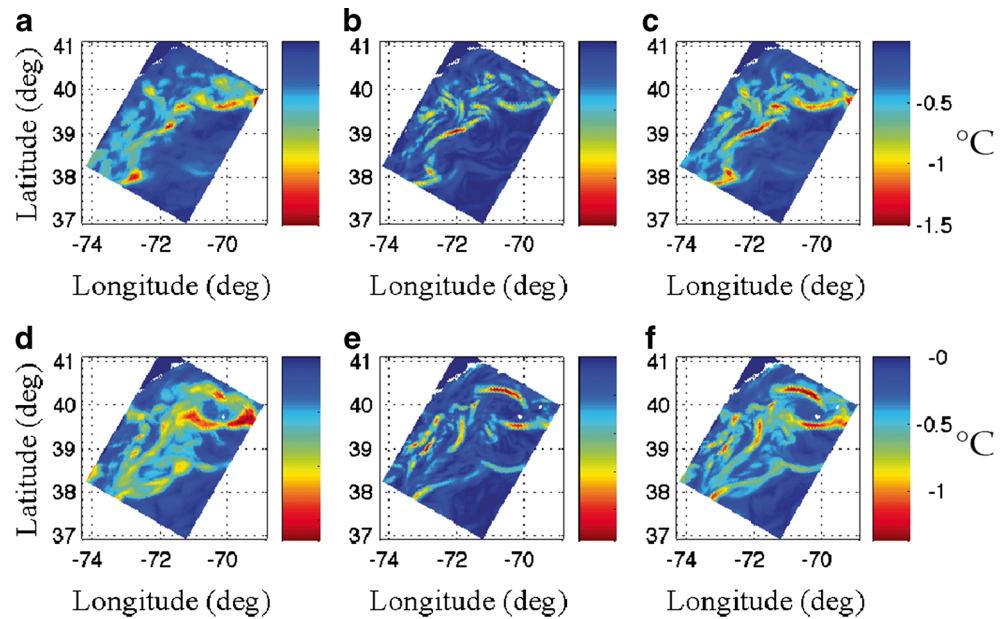 a b c
41 41 41
40 40 40
39 39 39
38 38 38
37 37 37
-74 -72 -70 -74 -72 -70 -74 -72 -70
Latitude (deg)
Longitude (deg) Longitude (deg) Longitude (deg)
-0.5
-1
-1.5
°C
d e f
41 41 41
40 40 40
39 39 39
38 38 38
37 37 37
-74 -72 -70 -74 -72 -70 -74 -72 -70
Latitude (deg)
Longitude (deg) Longitude (deg) Longitude (deg)
-0
-0.5
-1
°C